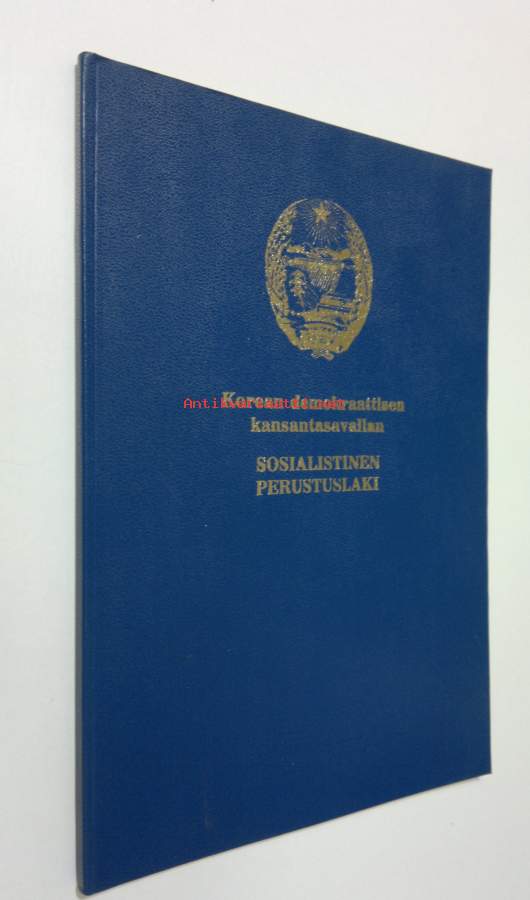 Korean demokraattisen
kansantasavallan
SOSIALISTINEN
PERUSTUSLAKI